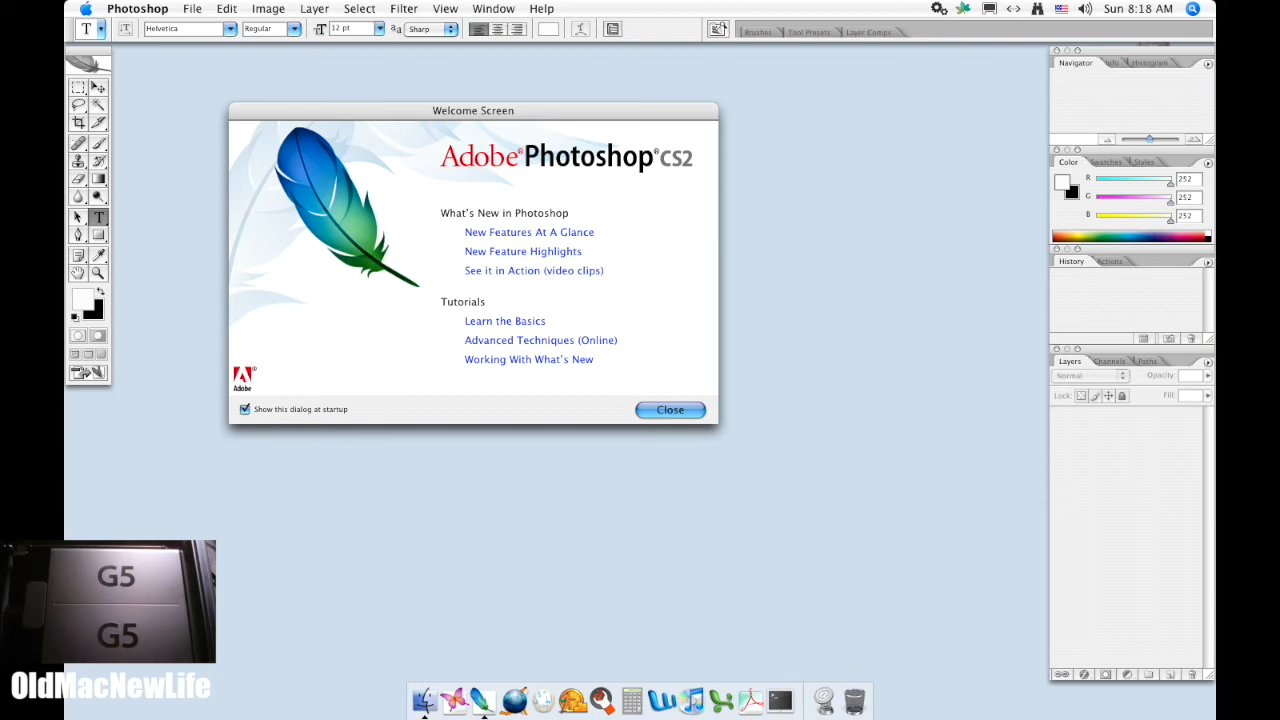 Photoshop File Edit Image Layer Select Filter View Window Help Sun 8:18 AM
T T Helvetica Regular T 12 pt aa Sharp Brushes Tool Presets Layer Comps
Navigator Info Histogram
Welcome Screen
Adobe® Photoshop® CS2
What's New in Photoshop
New Features At A Glance
New Feature Highlights
See it in Action (video clips)
Tutorials
Learn the Basics
Advanced Techniques (Online)
Working With What's New
Adobe
Show this dialog at startup Close
T
Color Swatches Styles
R 252
G 252
B 252
History Actions
Layers Channels Paths
Normal Opacity:
Lock: Fill:
G5
G5
OldMacNewLife